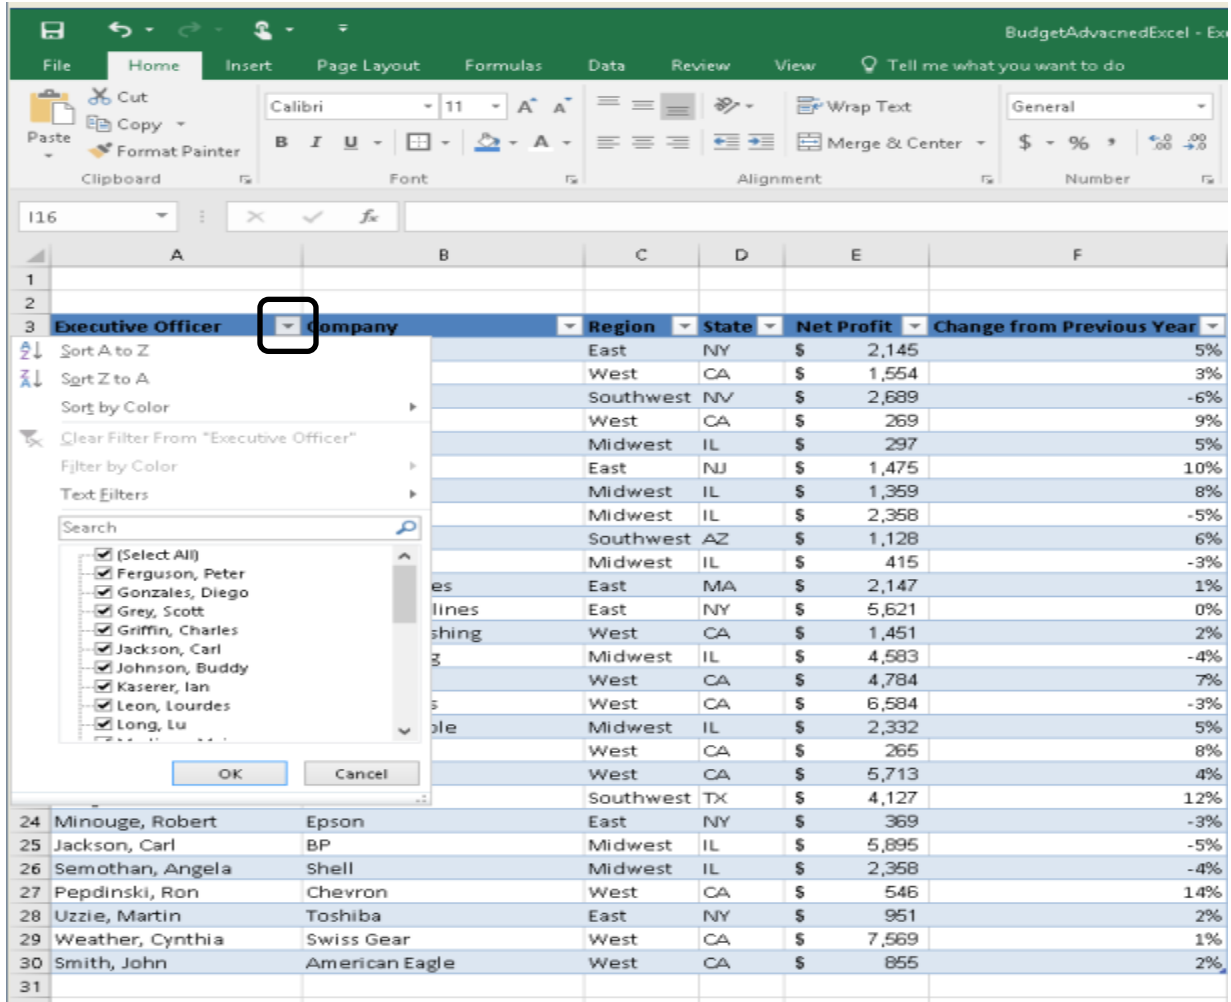 BudgetAdvacnedExcel - Exc
File Home Insert Page Layout Formulas Data Review View Tell me what you want to do
Cut
Copy
Format Painter
Paste
Clipboard
Calibri 11 A A
B I U A
Font
Wrap Text
Merge & Center
Alignment
General
$ % ,
Number
I16 fx
A B C D E F
1
2
3 Executive Officer Company Region State Net Profit Change from Previous Year
Sort A to Z
Sort Z to A
Sort by Color
Clear Filter From "Executive Officer"
Filter by Color
Text Filters
Search
(Select All)
Ferguson, Peter
Gonzales, Diego
Grey, Scott
Griffin, Charles
Jackson, Carl
Johnson, Buddy
Kaserer, Ian
Leon, Lourdes
Long, Lu
OK Cancel
East NY $ 2,145 5%
West CA $ 1,554 3%
Southwest NV $ 2,689 -6%
West CA $ 269 9%
Midwest IL $ 297 5%
East NJ $ 1,475 10%
Midwest IL $ 1,359 8%
Midwest IL $ 2,358 -5%
Southwest AZ $ 1,128 6%
Midwest IL $ 415 -3%
es East MA $ 2,147 1%
lines East NY $ 5,621 0%
shing West CA $ 1,451 2%
g Midwest IL $ 4,583 -4%
West CA $ 4,784 7%
s West CA $ 6,584 -3%
ble Midwest IL $ 2,332 5%
West CA $ 265 8%
West CA $ 5,713 4%
Southwest TX $ 4,127 12%
24 Minouge, Robert Epson East NY $ 369 -3%
25 Jackson, Carl BP Midwest IL $ 5,895 -5%
26 Semothan, Angela Shell Midwest IL $ 2,358 -4%
27 Pepdinski, Ron Chevron West CA $ 546 14%
28 Uzzie, Martin Toshiba East NY $ 951 2%
29 Weather, Cynthia Swiss Gear West CA $ 7,569 1%
30 Smith, John American Eagle West CA $ 855 2%
31